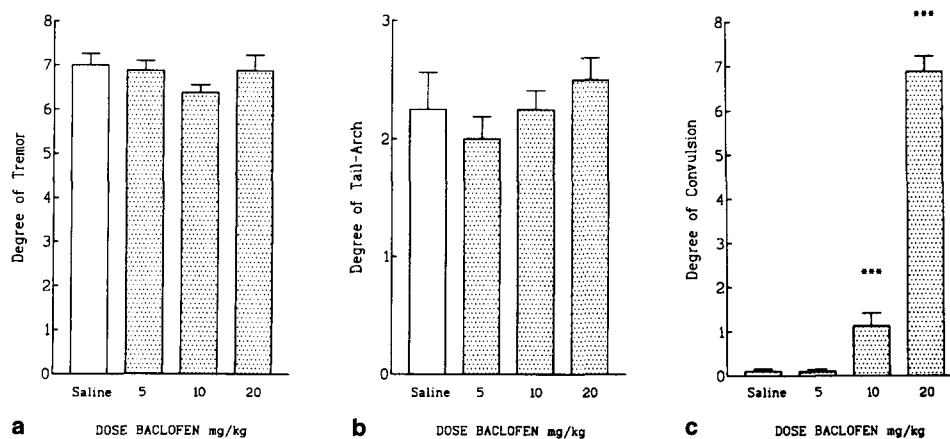 8
7
6
5
4
3
2
1
0
Degree of Tremor
Saline 5 10 20
a DOSE BACLOFEN mg/kg
3
2
1
0
Degree of Tail-Arch
Saline 5 10 20
b DOSE BACLOFEN mg/kg
8
7
6
5
4
3
2
1
0
Degree of Convulsion
***
***
Saline 5 10 20
c DOSE BACLOFEN mg/kg